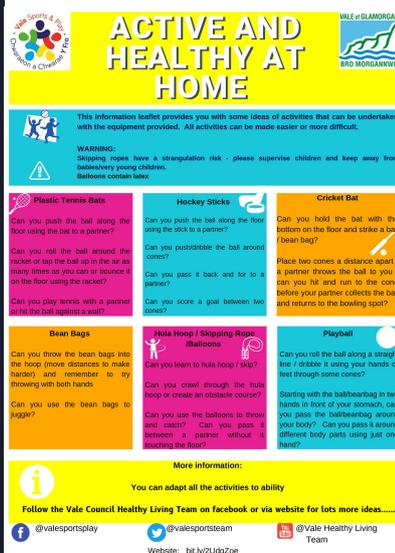 Vale Sports & Play
Chwaraeon a Chwarae Y Fro
VALE of GLAMORGAN
BRO MORGANNWG
ACTIVE AND
HEALTHY AT
HOME
This information leaflet provides you with some ideas of activities that can be undertaken
with the equipment provided. All activities can be made easier or more difficult.
WARNING:
Skipping ropes have a strangulation risk - please supervise children and keep away from
babies/very young children.
Balloons contain latex
Plastic Tennis Bats
Can you push the ball along the
floor using the bat to a partner?
Can you roll the ball around the
racket or tap the ball up in the air as
many times as you can or bounce it
on the floor using the racket?
Can you play tennis with a partner
or hit the ball against a wall?
Hockey Sticks
Can you push the ball along the floor
using the stick to a partner?
Can you push/dribble the ball around
cones?
Can you pass it back and for to a
partner?
Can you score a goal between two
cones?
Cricket Bat
Can you hold the bat with the
bottom on the floor and strike a ball
/ bean bag?
Place two cones a distance apart,
a partner throws the ball to you
can you hit and run to the cone
before your partner collects the ball
and returns to the bowling spot?
Bean Bags
Can you throw the bean bags into
the hoop (move distances to make
harder) and remember to try
throwing with both hands
Can you use the bean bags to
juggle?
Hula Hoop / Skipping Rope
/Balloons
Can you learn to hula hoop / skip?
Can you crawl through the hula
hoop or create an obstacle course?
Can you use the balloons to throw
and catch? Can you pass it
between a partner without it
touching the floor?
Playball
Can you roll the ball along a straight
line / dribble it using your hands or
feet through some cones?
Starting with the ball/beanbag in two
hands in front of your stomach, can
you pass the ball/beanbag around
your body? Can you pass it around
different body parts using just one
hand?
More information:
You can adapt all the activities to ability
Follow the Vale Council Healthy Living Team on facebook or via website for lots more ideas......
@valesportsplay
@valesportsteam
@Vale Healthy Living
Team
Website: bit.ly/2UdgZoe